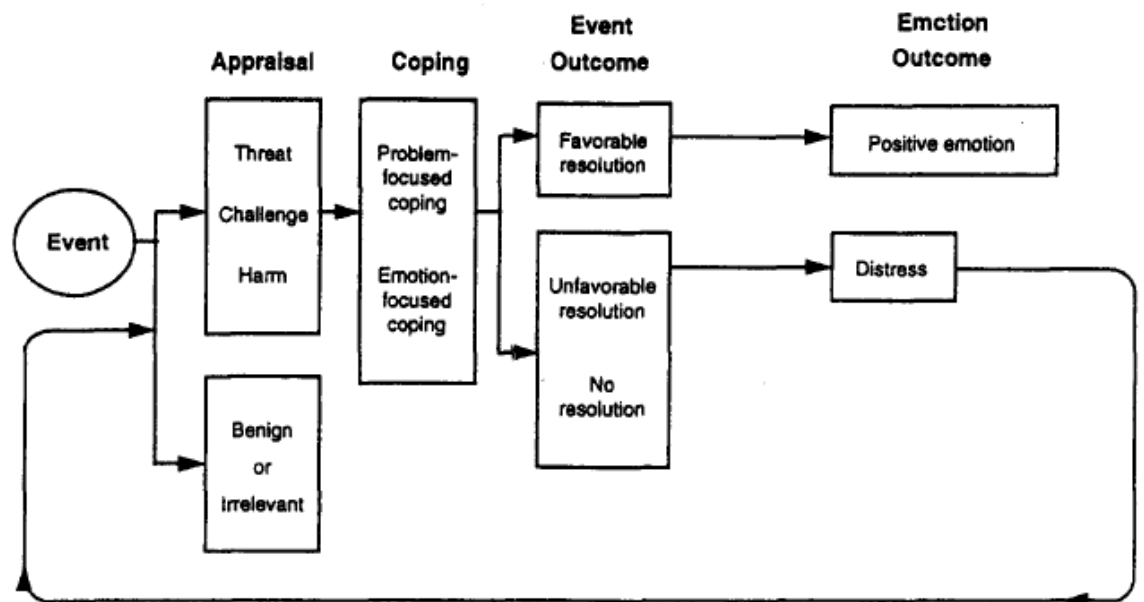 Appraisal
Coping
Event
Outcome
Emction
Outcome
Event
Threat
Challenge
Harm
Benign
or
Irrelevant
Problem-
focused
coping
Emotion-
focused
coping
Favorable
resolution
Unfavorable
resolution
No
resolution
Positive emotion
Distress